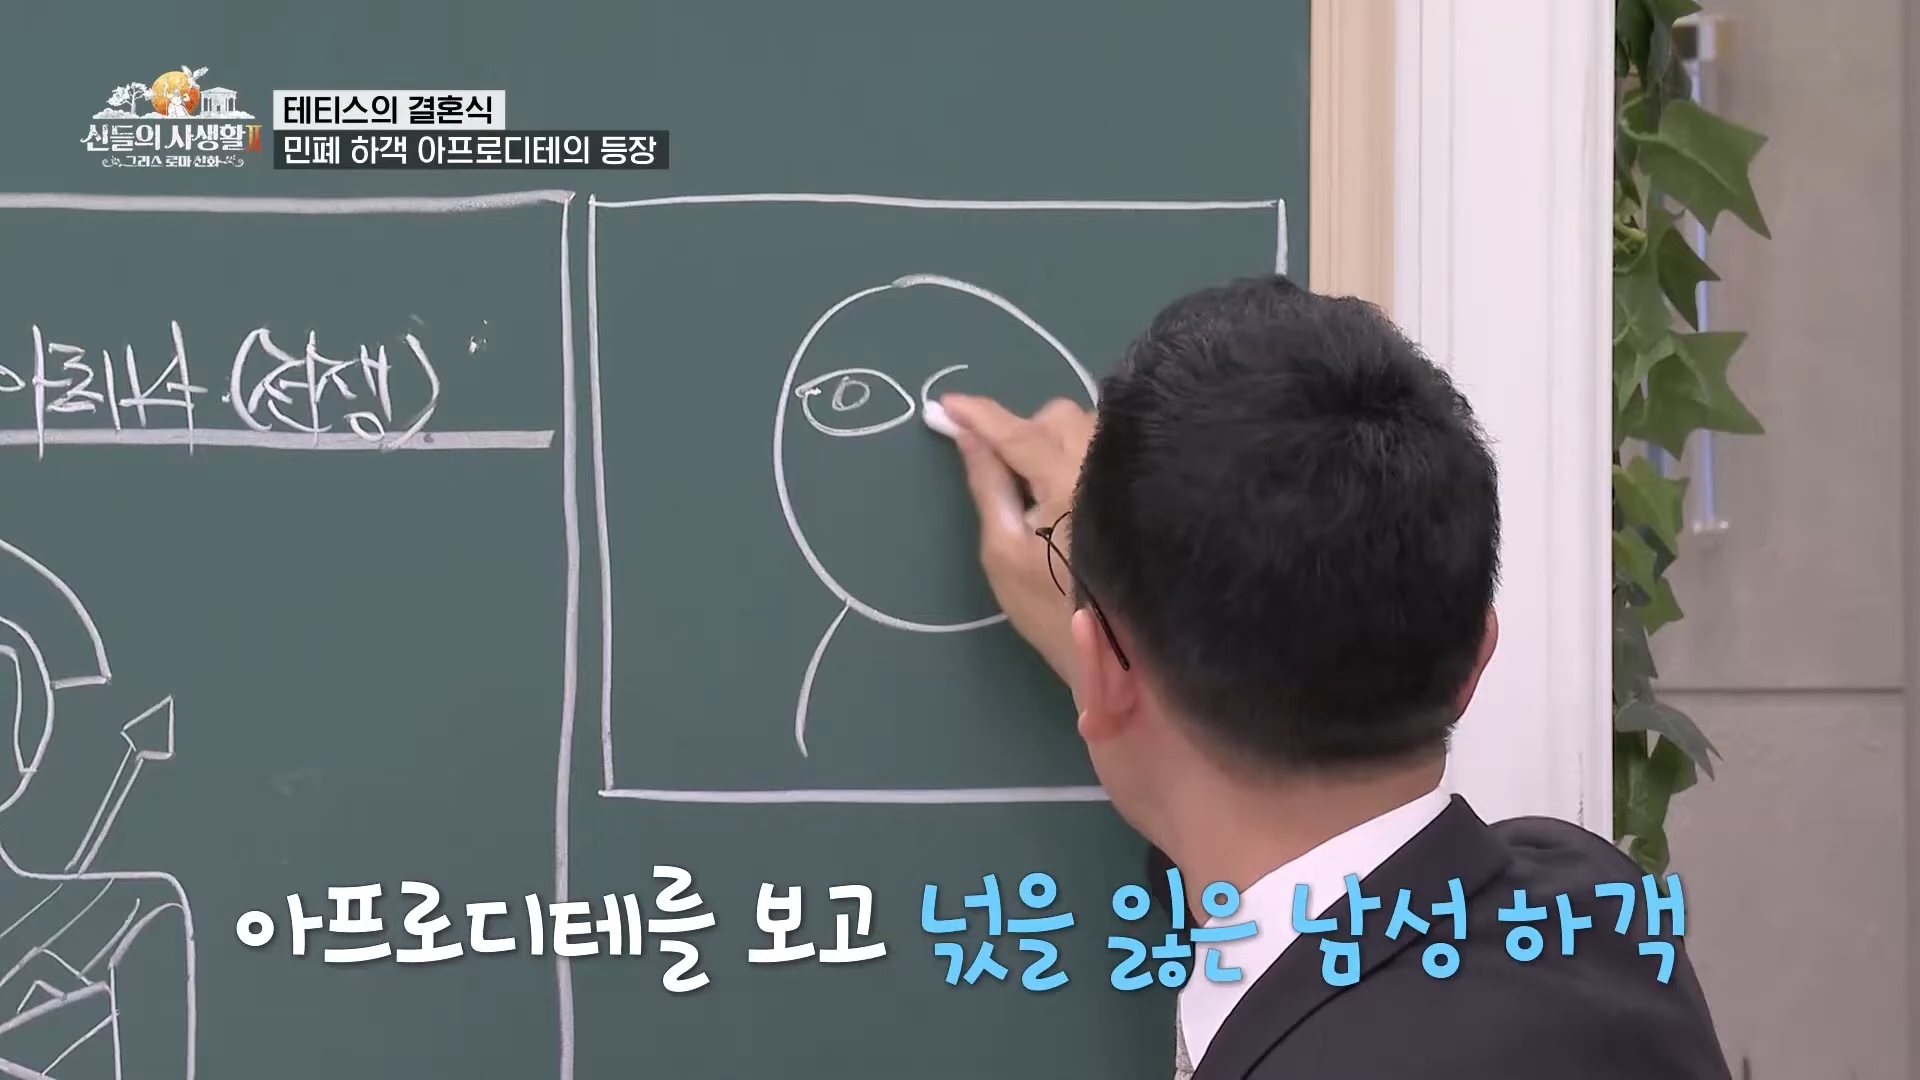 테티스의 결혼식
신들의 사생활 II
민폐 하객 아프로디테의 등장
그리스 로마 신화
아프로디테를 보고 넋을 잃은 남성 하객